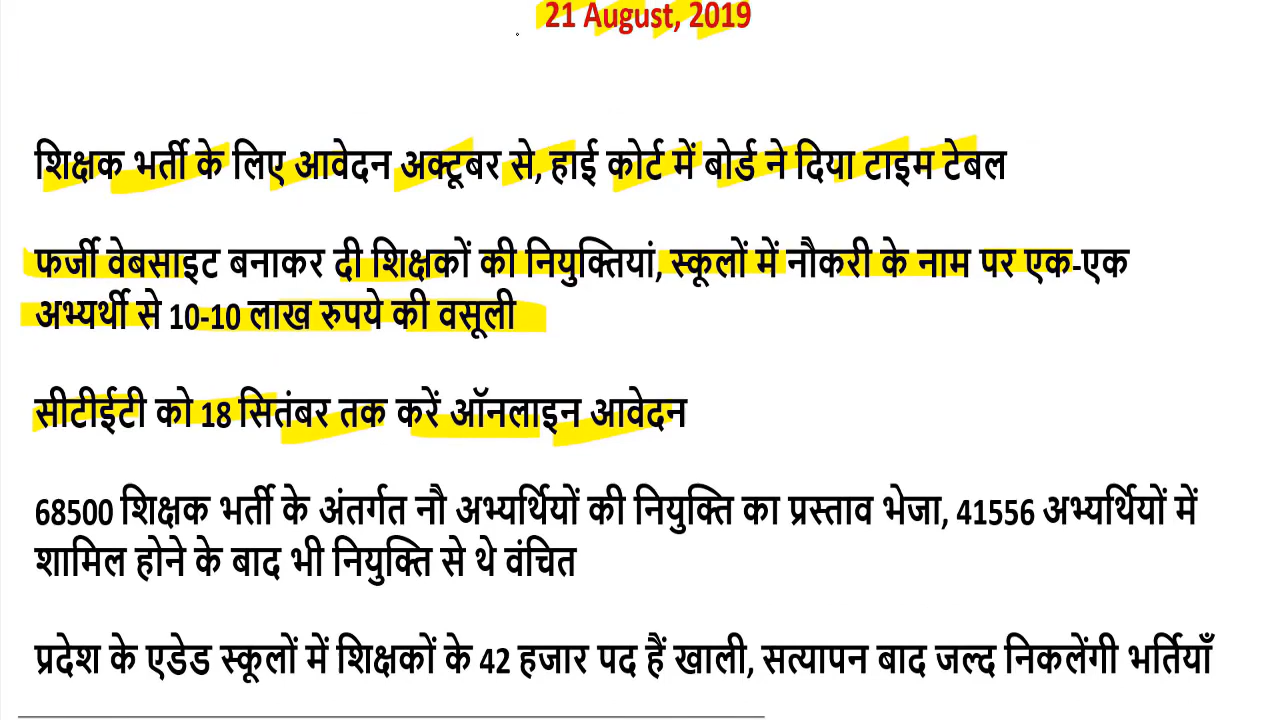 21 August, 2019
शिक्षक भर्ती के लिए आवेदन अक्टूबर से, हाई कोर्ट में बोर्ड ने दिया टाइम टेबल
फर्जी वेबसाइट बनाकर दी शिक्षकों की नियुक्तियां, स्कूलों में नौकरी के नाम पर एक-एक
अभ्यर्थी से 10-10 लाख रुपये की वसूली
सीटीईटी को 18 सितंबर तक करें ऑनलाइन आवेदन
68500 शिक्षक भर्ती के अंतर्गत नौ अभ्यर्थियों की नियुक्ति का प्रस्ताव भेजा, 41556 अभ्यर्थियों में
शामिल होने के बाद भी नियुक्ति से थे वंचित
प्रदेश के एडेड स्कूलों में शिक्षकों के 42 हजार पद हैं खाली, सत्यापन बाद जल्द निकलेंगी भर्तियाँ